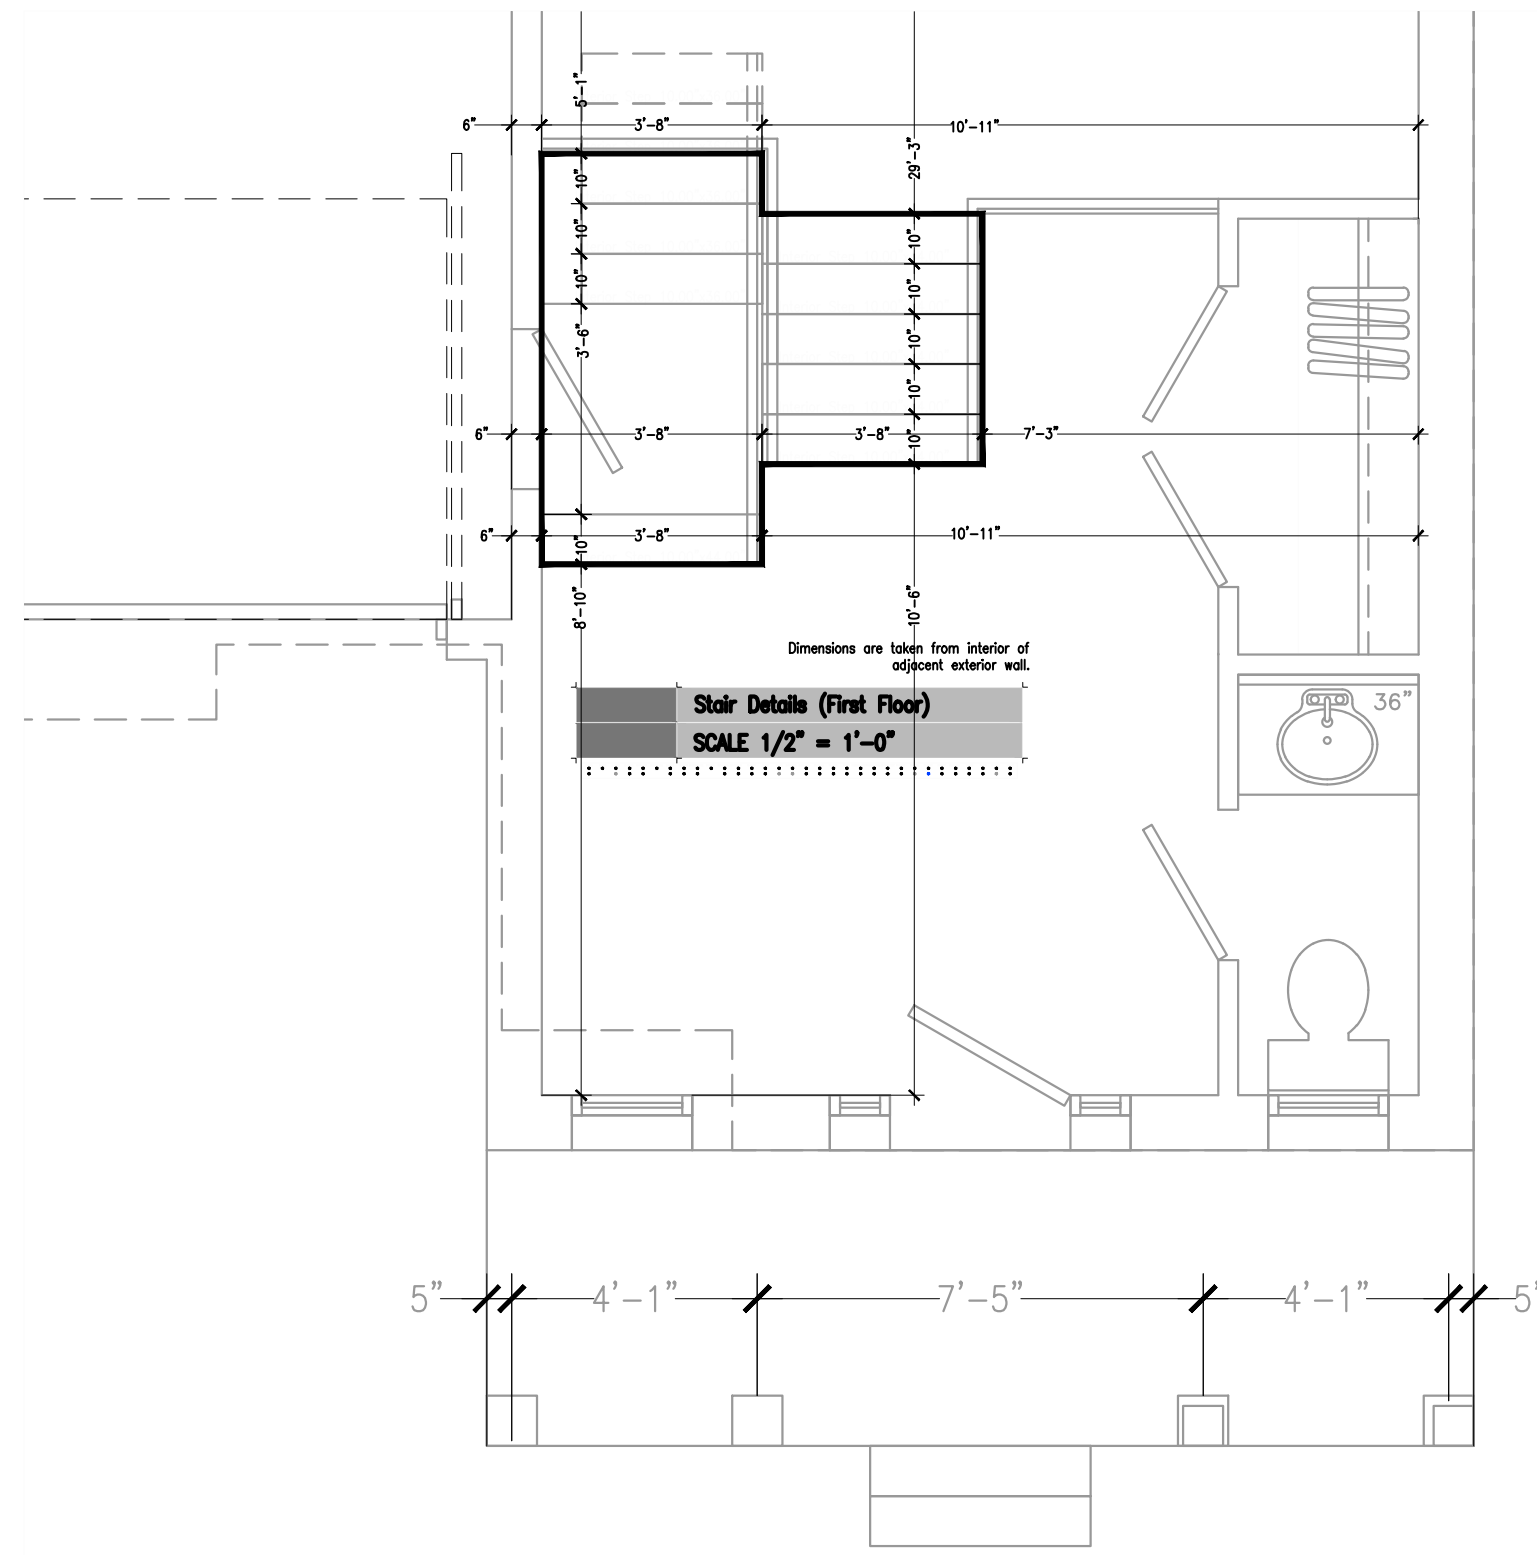 5'-1"
6" 3'-8" 10'-11"
29'-3"
10"
10"
10"
10"
10"
10"
10"
10"
3'-6"
6" 3'-8" 3'-8" 7'-3"
6" 3'-8" 10'-11"
10"
8'-10"
10'-6"
Dimensions are taken from interior of
adjacent exterior wall.
Stair Details (First Floor)
SCALE 1/2" = 1'-0"
36"
5" 4'-1" 7'-5" 4'-1" 5'